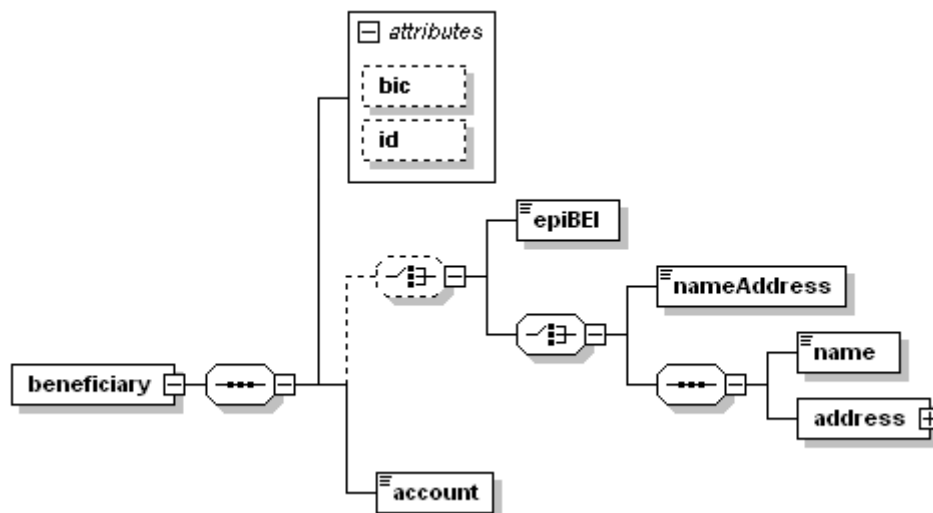 attributes
bic
id
epiBEI
nameAddress
name
beneficiary
address
account